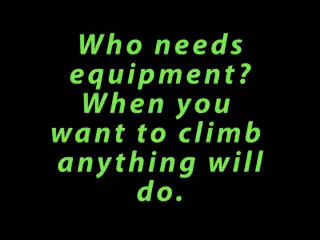 Who needs
equipment?
When you
want to climb
anything will
do.